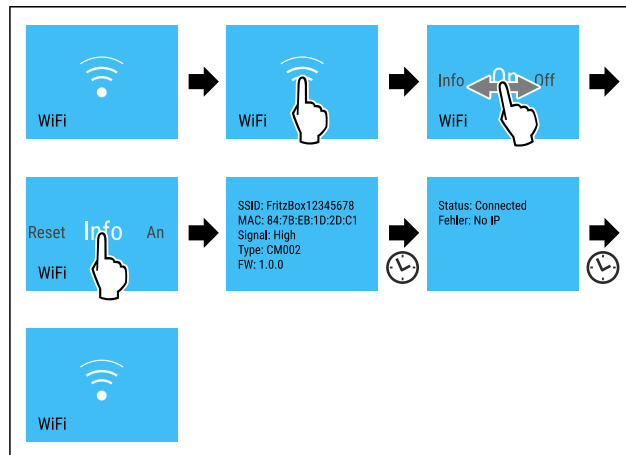 WiFi
WiFi
Info On Off
WiFi
Reset Info An
WiFi
SSID: FritzBox12345678
MAC: 84:7B:EB:1D:2D:C1
Signal: High
Type: CM002
FW: 1.0.0
Status: Connected
Fehler: No IP
WiFi